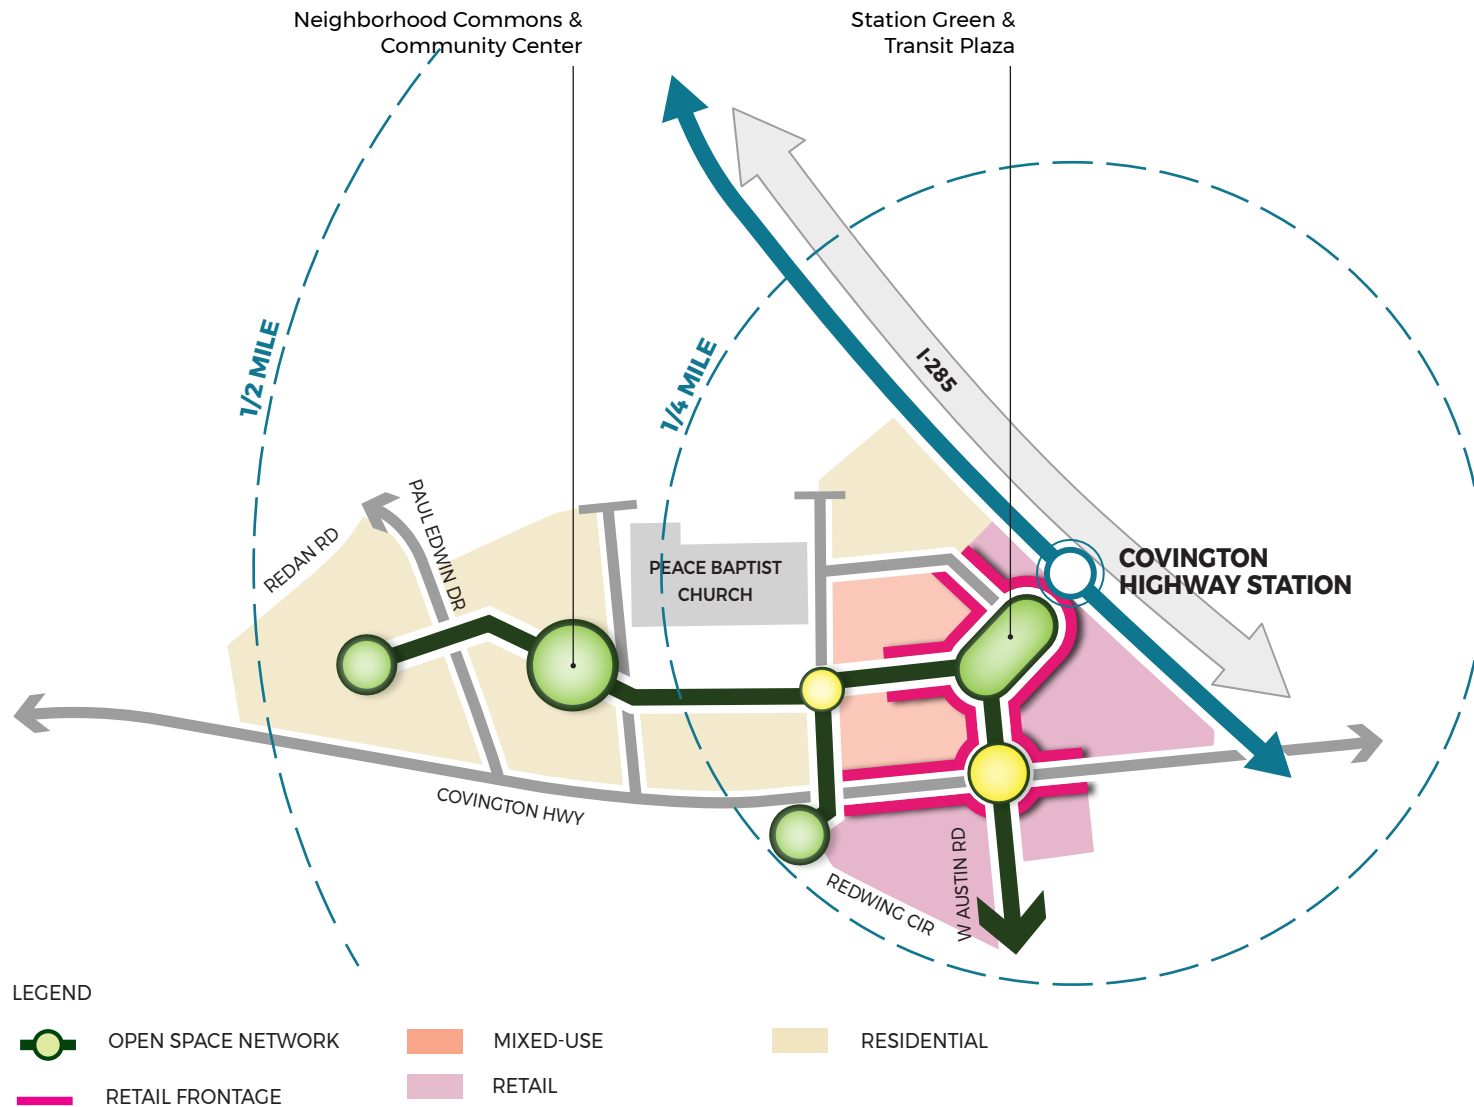 Neighborhood Commons &
Community Center
Station Green &
Transit Plaza
1/2 MILE
1/4 MILE
I-285
REDAN RD
PAUL EDWIN DR
PEACE BAPTIST
CHURCH
COVINGTON
HIGHWAY STATION
COVINGTON HWY
REDWING CIR
W AUSTIN RD
LEGEND
OPEN SPACE NETWORK
MIXED-USE
RESIDENTIAL
RETAIL FRONTAGE
RETAIL